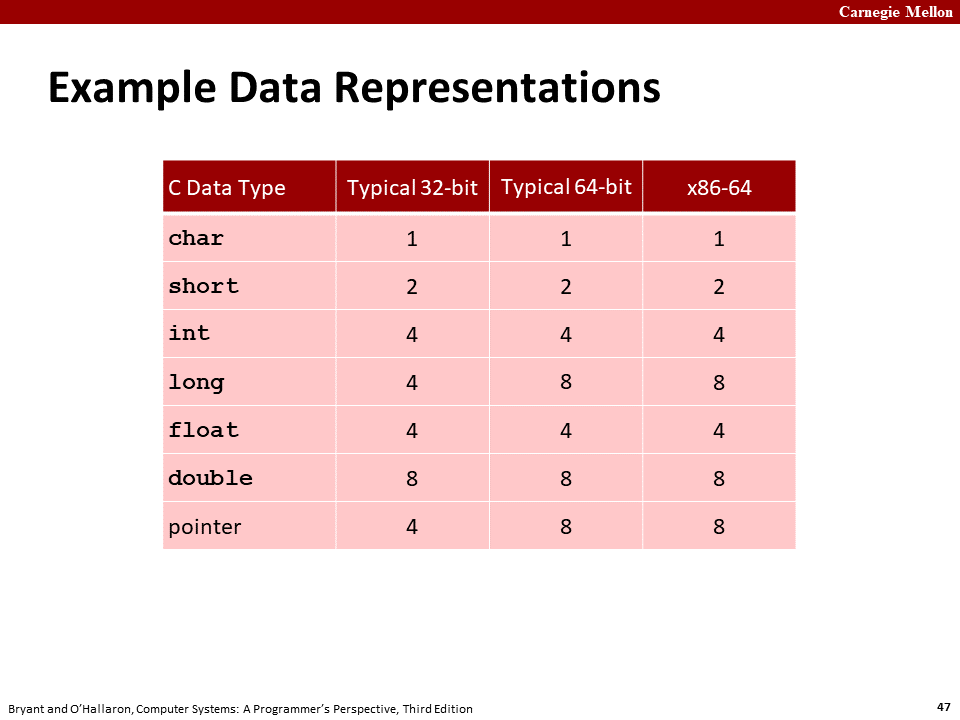 Carnegie Mellon
Example Data Representations
C Data Type Typical 32-bit Typical 64-bit x86-64
char 1 1 1
short 2 2 2
int 4 4 4
long 4 8 8
float 4 4 4
double 8 8 8
pointer 4 8 8
Bryant and O’Hallaron, Computer Systems: A Programmer’s Perspective, Third Edition 47